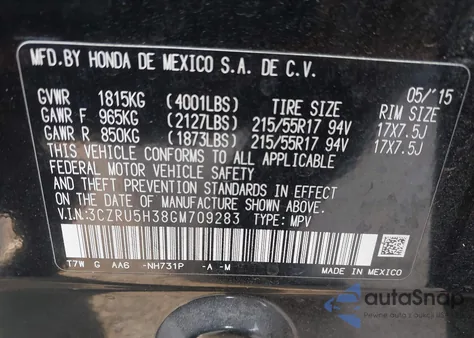 MFD.BY HONDA DE MEXICO S.A. DE C.V.
05/'15
GVWR 1815KG (4001LBS) TIRE SIZE RIM SIZE
GAWR F 965KG (2127LBS) 215/55R17 94V 17X7.5J
GAWR R 850KG (1873LBS) 215/55R17 94V 17X7.5J
THIS VEHICLE CONFORMS TO ALL APPLICABLE
FEDERAL MOTOR VEHICLE SAFETY
AND THEFT PREVENTION STANDARDS IN EFFECT
ON THE DATE OF MANUFACTURE SHOWN ABOVE.
V.I.N:3CZRU5H38GM709283 TYPE: MPV
T7W G AA6 -NH731P -A -M
MADE IN MEXICO
autoSnap